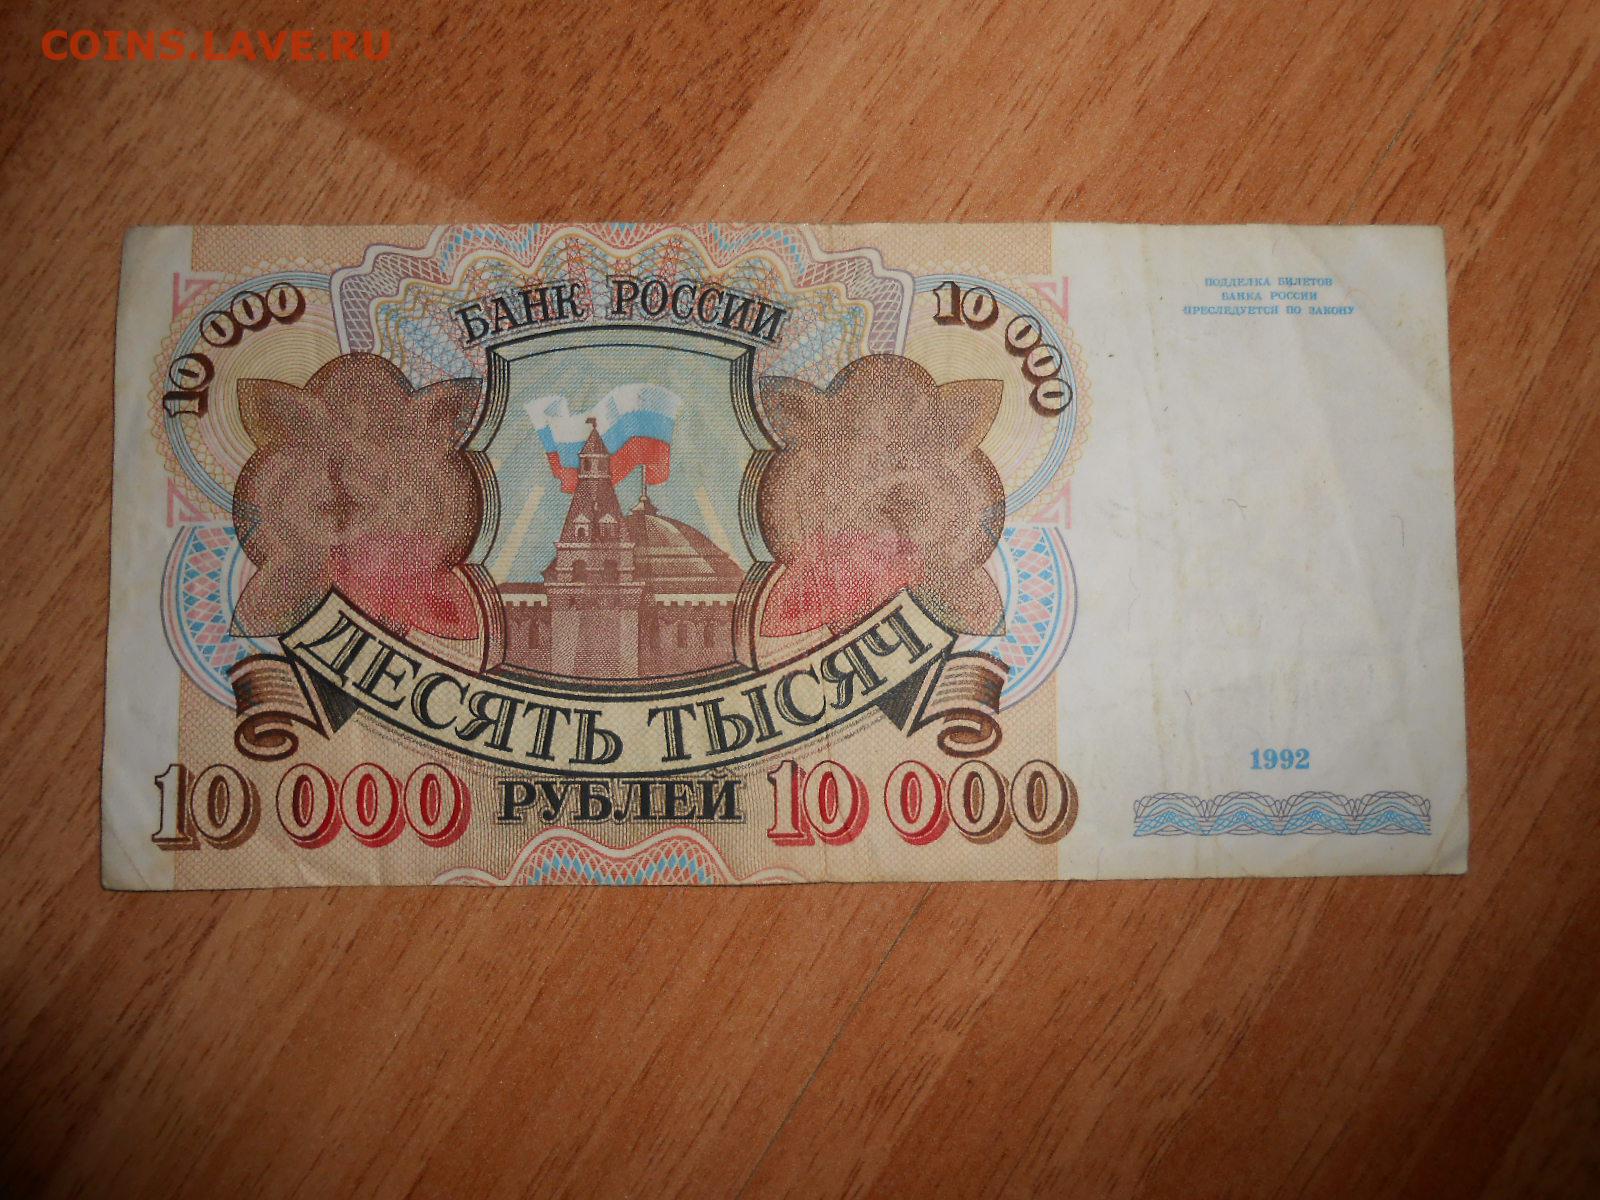 COINS.LAVE.RU
БАНК РОССИИ
10 000
10 000
ПОДДЕЛКА БИЛЕТОВ
БАНКА РОССИИ
ПРЕСЛЕДУЕТСЯ ПО ЗАКОНУ
ДЕСЯТЬ ТЫСЯЧ
РУБЛЕЙ
10 000
10 000
1992